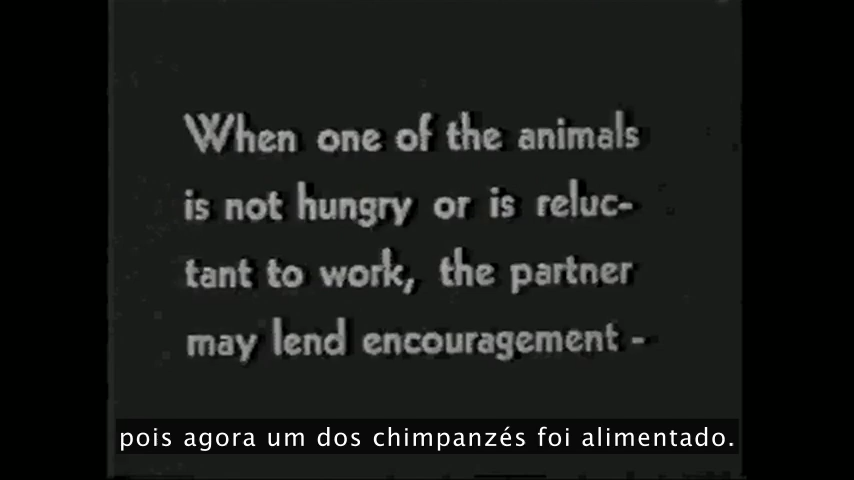 When one of the animals
is not hungry or is reluc-
tant to work, the partner
may lend encouragement -
pois agora um dos chimpanzés foi alimentado.